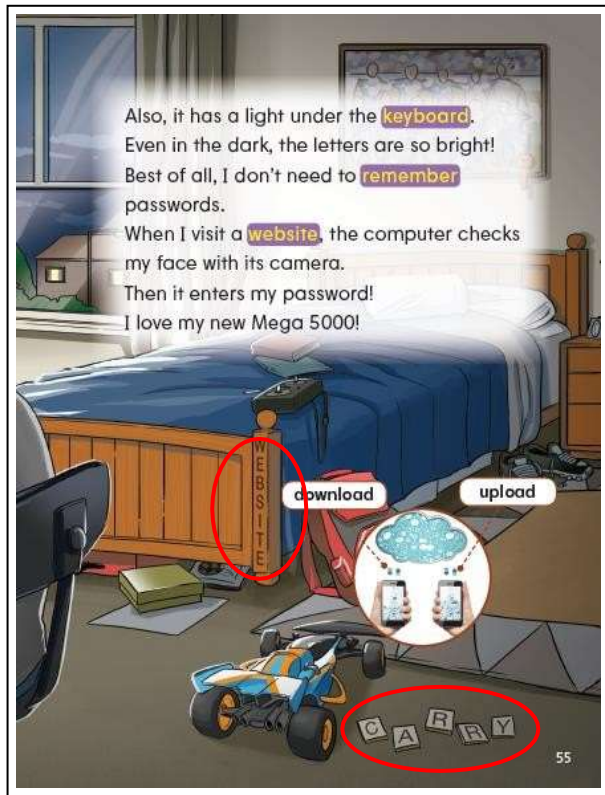 Also, it has a light under the keyboard.
Even in the dark, the letters are so bright!
Best of all, I don't need to remember
passwords.
When I visit a website, the computer checks
my face with its camera.
Then it enters my password!
I love my new Mega 5000!
WEBSITE
download
upload
CARRY
55